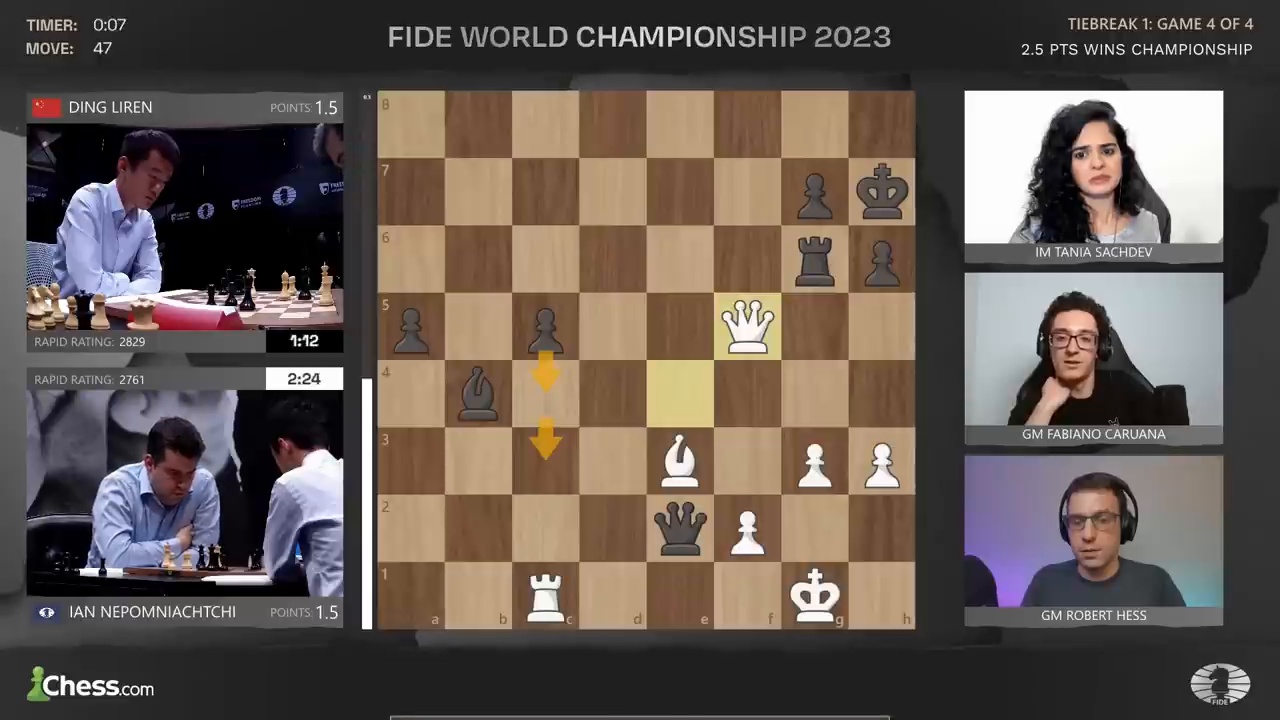 TIMER: 0:07
MOVE: 47
FIDE WORLD CHAMPIONSHIP 2023
TIEBREAK 1: GAME 4 OF 4
2.5 PTS WINS CHAMPIONSHIP
DING LIREN POINTS: 1.5
RAPID RATING: 2829 1:12
RAPID RATING: 2761 2:24
IAN NEPOMNIACHTCHI POINTS: 1.5
8
7
6
5
4
3
2
1
a b c d e f g h
IM TANIA SACHDEV
GM FABIANO CARUANA
GM ROBERT HESS
Chess.com
FIDE